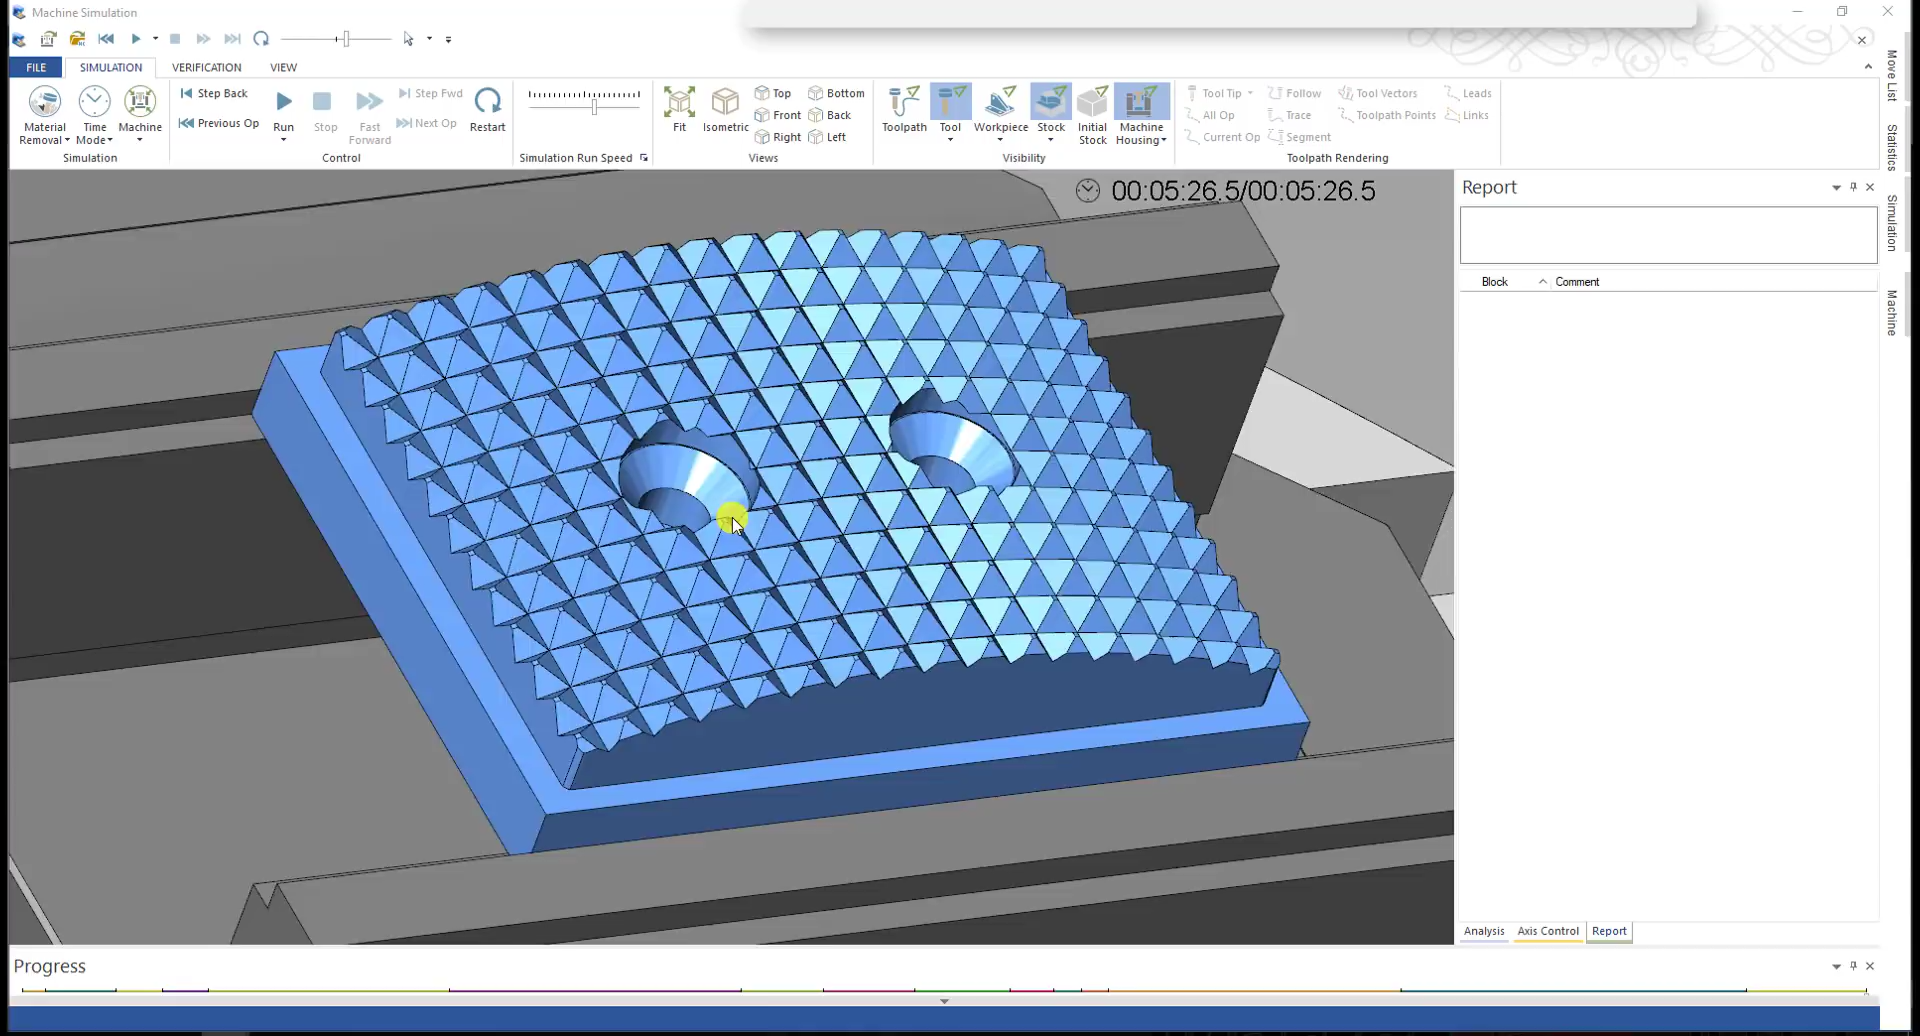 Machine Simulation
FILE SIMULATION VERIFICATION VIEW
Step Back Step Fwd Top Bottom Tool Tip Follow Tool Vectors Leads
Front Back All Op Trace Toolpath Points Links
Previous Op Next Op Right Left Current Op Segment
Material Removal
Time Mode
Machine
Run
Stop
Fast Forward
Restart
Fit
Isometric
Toolpath
Tool
Workpiece
Stock
Initial Stock
Machine Housing
Simulation Control Simulation Run Speed Views Visibility Toolpath Rendering
00:05:26.5/00:05:26.5
Report
Block Comment
Analysis Axis Control Report
Move List
Statistics
Simulation
Machine
Progress